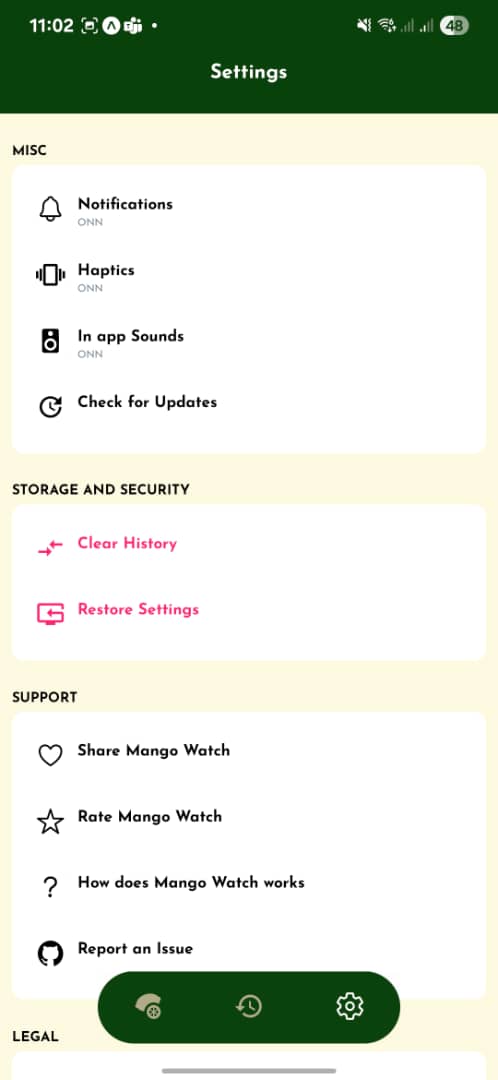 11:02
48
Settings
MISC
Notifications
ONN
Haptics
ONN
In app Sounds
ONN
Check for Updates
STORAGE AND SECURITY
Clear History
Restore Settings
SUPPORT
Share Mango Watch
Rate Mango Watch
How does Mango Watch works
Report an Issue
LEGAL